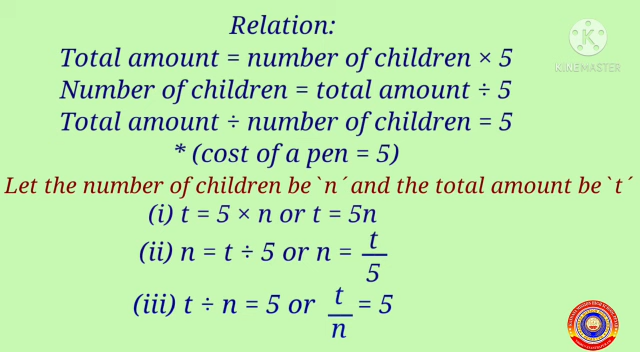 Relation:
Total amount = number of children × 5
KINEMASTER
Number of children = total amount ÷ 5
Total amount ÷ number of children = 5
* (cost of a pen = 5)
Let the number of children be `n´ and the total amount be `t´
(i) t = 5 × n or t = 5n
(ii) n = t ÷ 5 or n = t/5
(iii) t ÷ n = 5 or t/n = 5